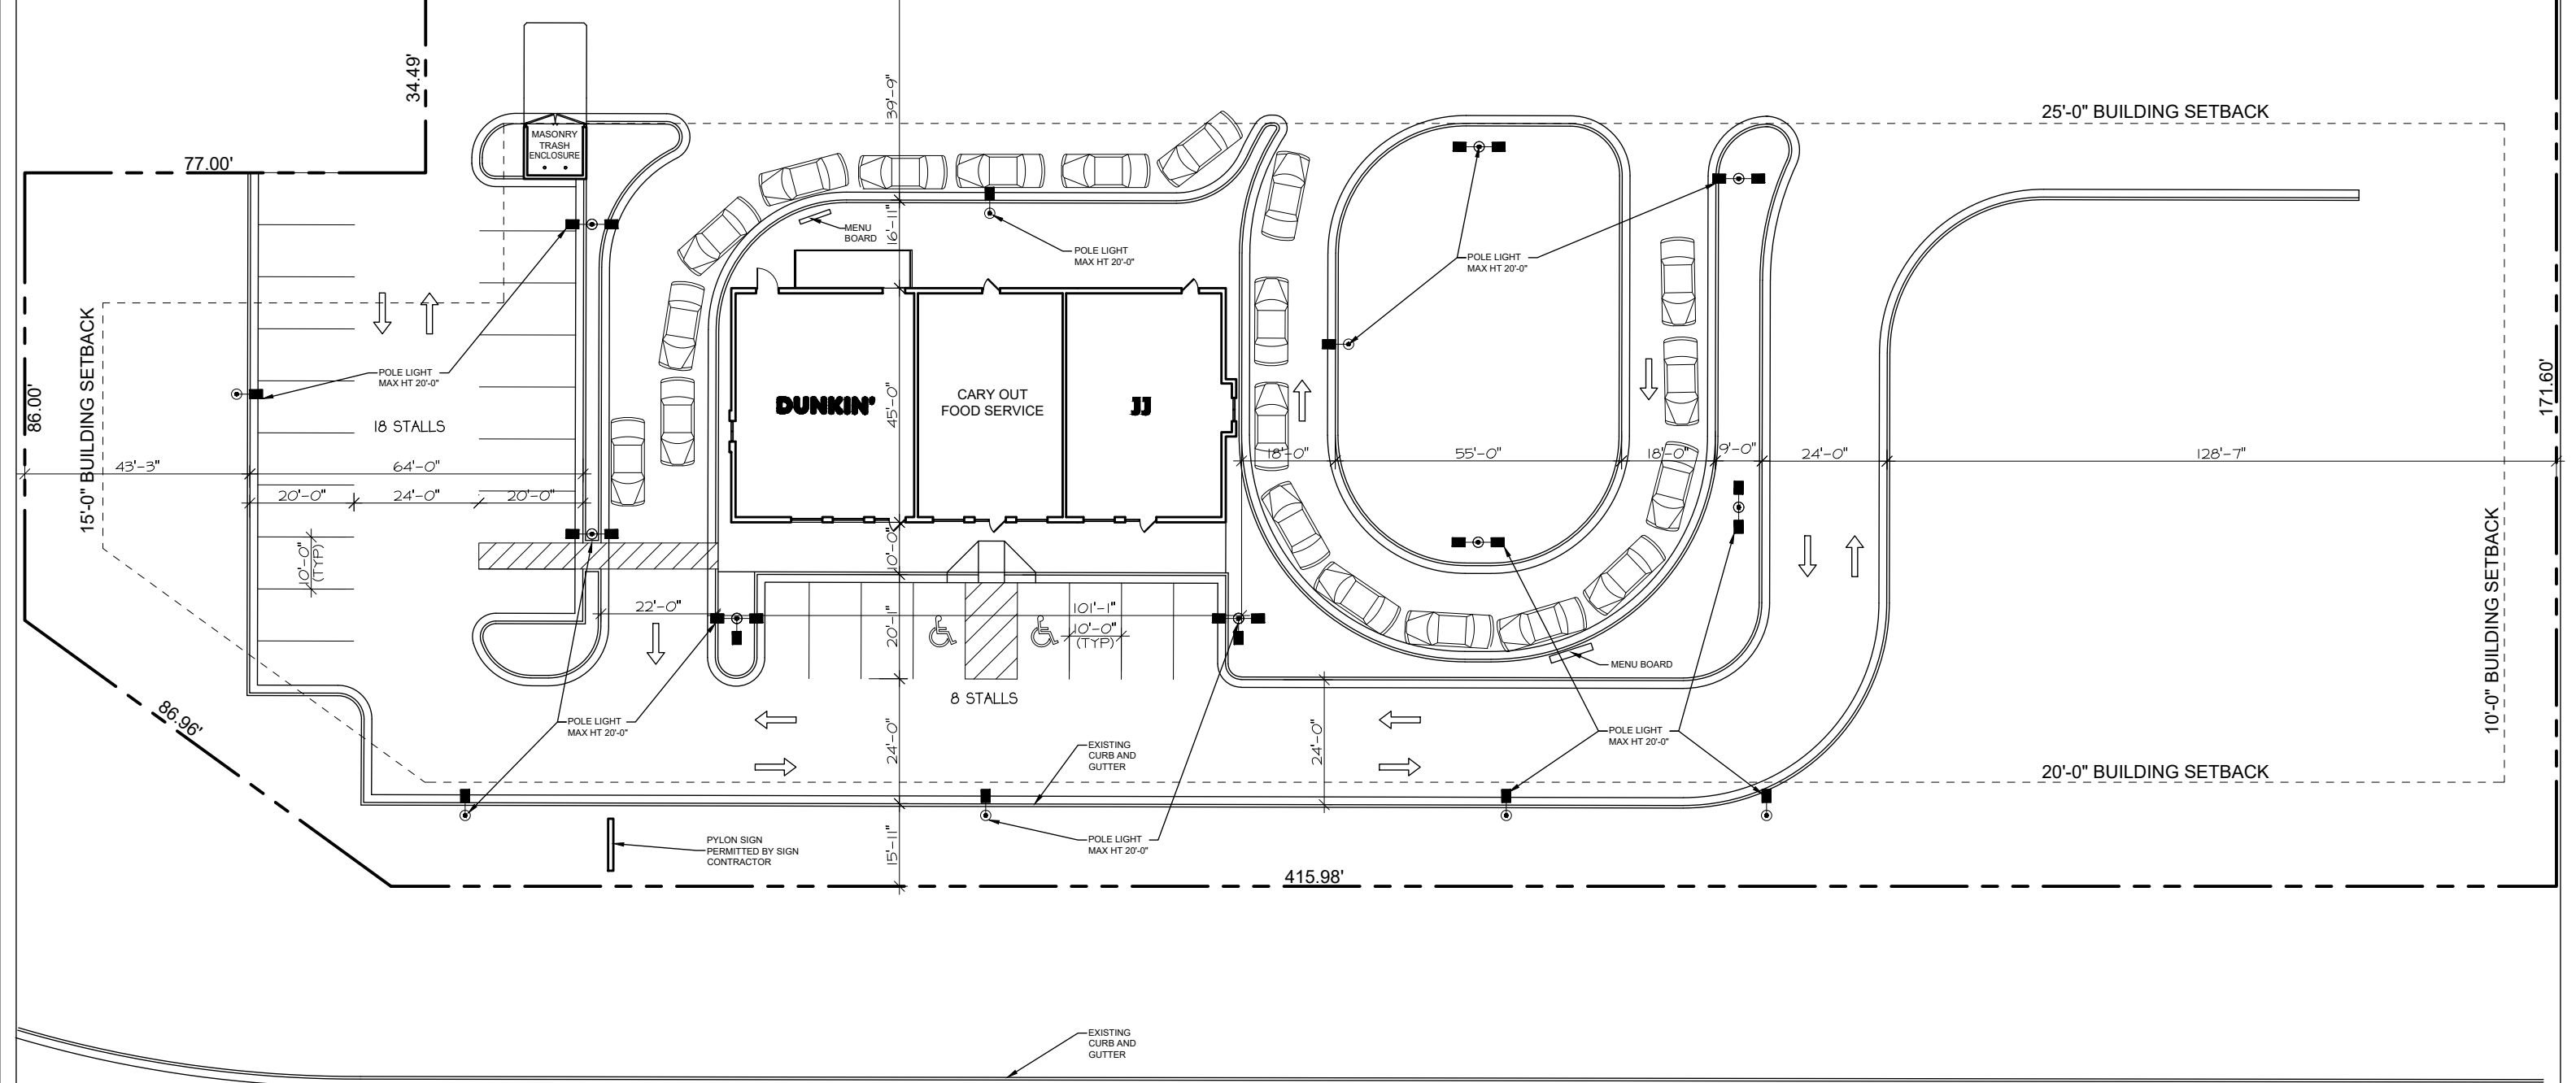 34.49'
39'-9"
25'-0" BUILDING SETBACK
MASONRY
TRASH
ENCLOSURE
77.00'
MENU
BOARD
16'-11"
POLE LIGHT
MAX HT 20'-0"
POLE LIGHT
MAX HT 20'-0"
15'-0" BUILDING SETBACK
86.00'
POLE LIGHT
MAX HT 20'-0"
18 STALLS
DUNKIN'
45'-0"
CARY OUT
FOOD SERVICE
JJ
171.60'
43'-3"
64'-0"
18'-0"
55'-0"
18'-0"
9'-0"
24'-0"
128'-7"
20'-0"
24'-0"
20'-0"
10'-0"
(TYP)
10'-0"
22'-0"
101'-1"
10'-0"
(TYP)
20'-1"
MENU BOARD
10'-0" BUILDING SETBACK
8 STALLS
86.96'
POLE LIGHT
MAX HT 20'-0"
24'-0"
EXISTING
CURB AND
GUTTER
24'-0"
POLE LIGHT
MAX HT 20'-0"
20'-0" BUILDING SETBACK
PYLON SIGN
PERMITTED BY SIGN
CONTRACTOR
15'-11"
POLE LIGHT
MAX HT 20'-0"
415.98'
EXISTING
CURB AND
GUTTER